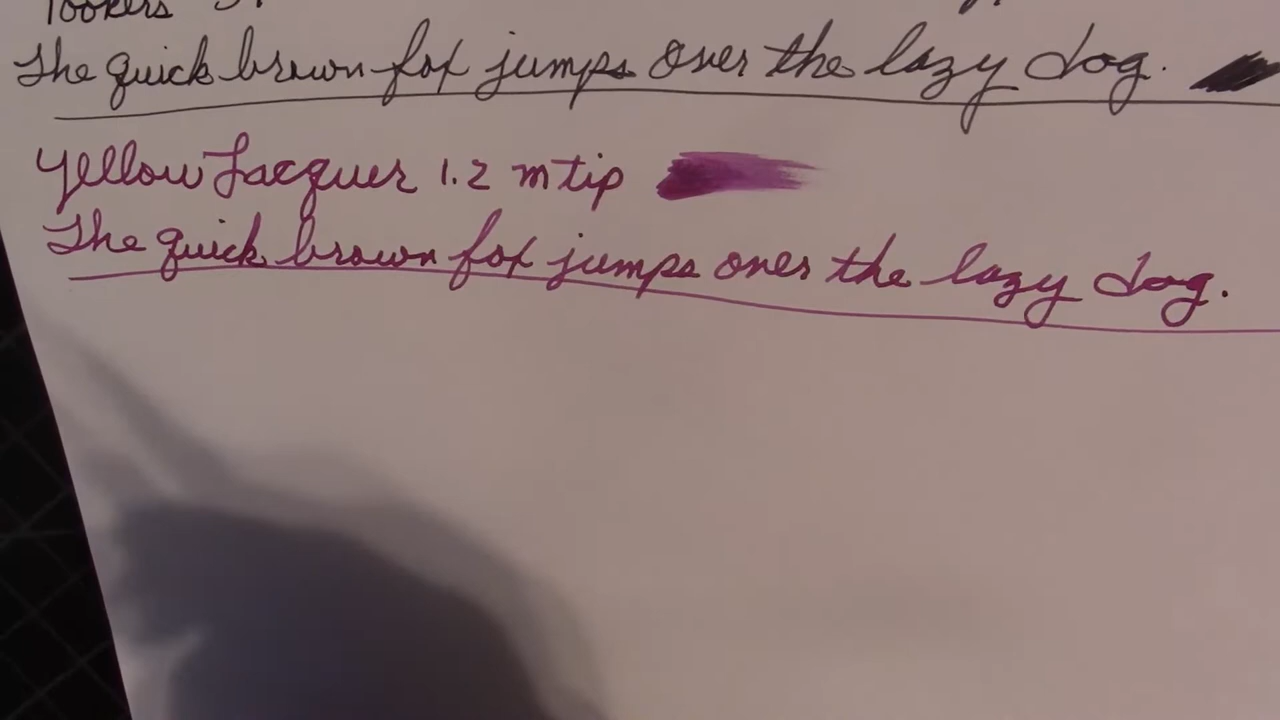 The quick brown fox jumps over the lazy dog.
Yellow Lacquer 1.2 m tip
The quick brown fox jumps over the lazy dog.